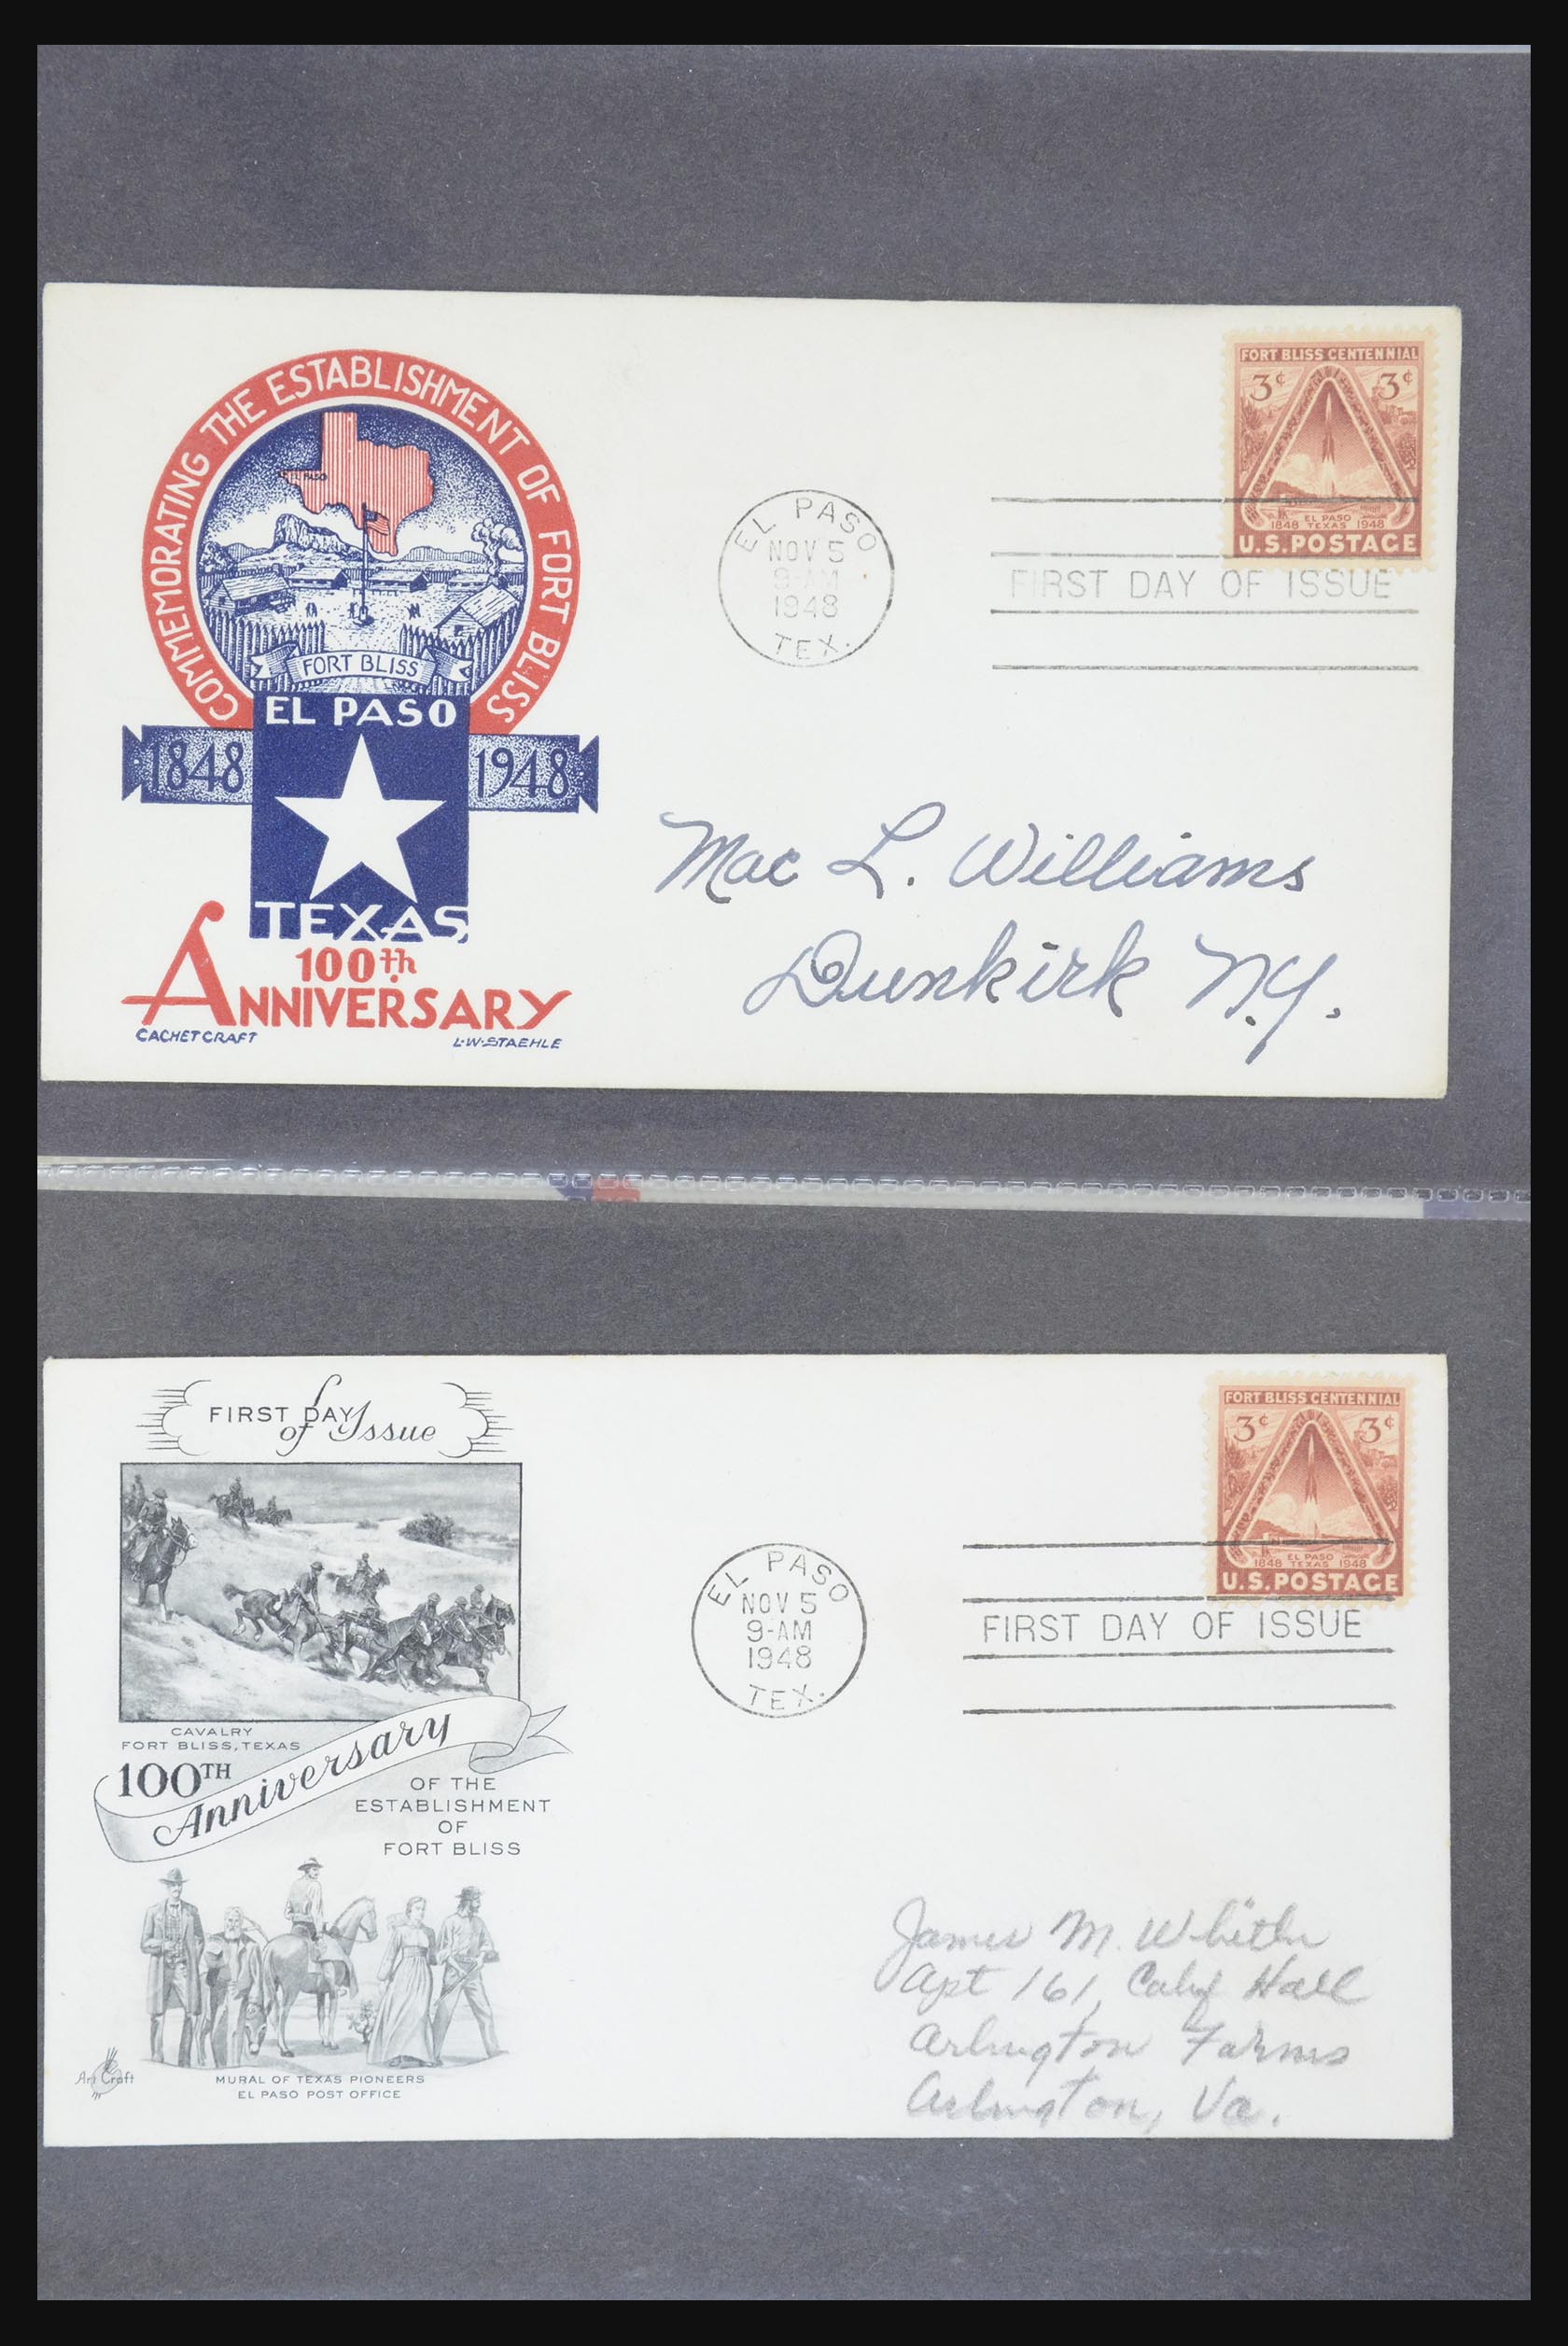 COMMEMORATING THE ESTABLISHMENT OF FORT BLISS
EL PASO
FORT BLISS
EL PASO
1848 1948
TEXAS
100th
ANNIVERSARY
CACHET CRAFT L.W.STAEHLE
EL PASO
NOV 5
9-AM
1948
TEX.
FORT BLISS CENTENNIAL
3¢ 3¢
EL PASO
1848 TEXAS 1948
U.S.POSTAGE
FIRST DAY OF ISSUE
Mac L. Williams
Dunkirk N.Y.
FIRST DAY
of Issue
CAVALRY
FORT BLISS, TEXAS
100TH
Anniversary
OF THE
ESTABLISHMENT
OF
FORT BLISS
Art Craft
MURAL OF TEXAS PIONEERS
EL PASO POST OFFICE
EL PASO
NOV 5
9-AM
1948
TEX.
FORT BLISS CENTENNIAL
3¢ 3¢
EL PASO
1848 TEXAS 1948
U.S.POSTAGE
FIRST DAY OF ISSUE
James M.
Apt 161, Hall
Arlington Farms
Arlington, Va.